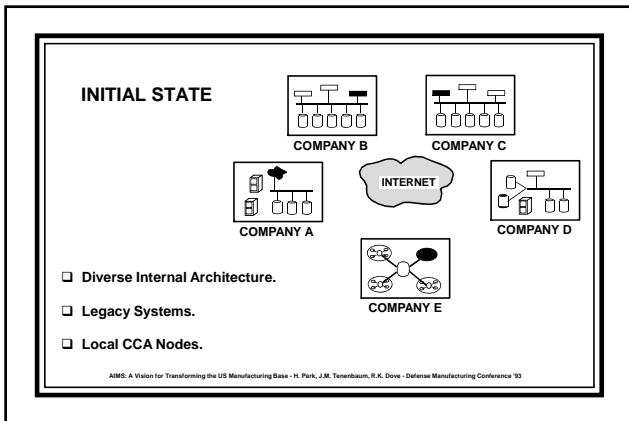 INITIAL STATE
COMPANY B
COMPANY C
INTERNET
COMPANY A
COMPANY D
COMPANY E
❑ Diverse Internal Architecture.
❑ Legacy Systems.
❑ Local CCA Nodes.
AIMS: A Vision for Transforming the US Manufacturing Base - H. Park, J.M. Tenenbaum, R.K. Dove - Defense Manufacturing Conference '93